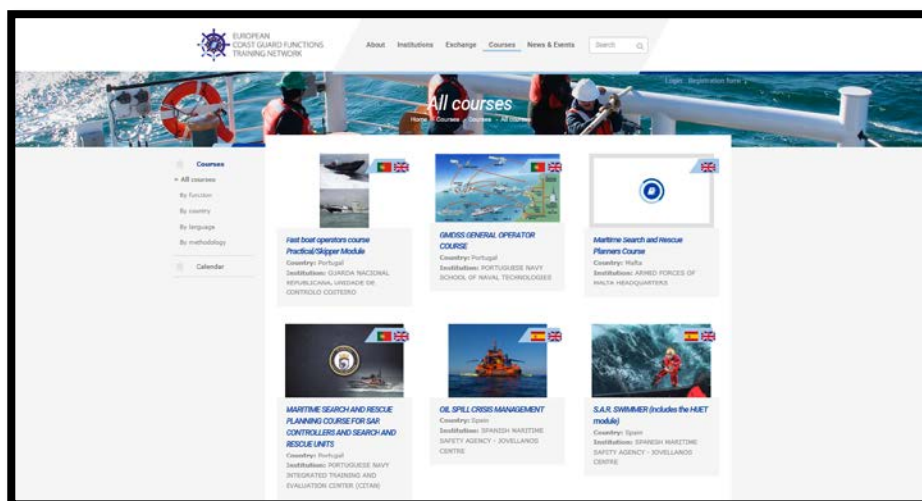 EUROPEAN
COAST GUARD FUNCTIONS
TRAINING NETWORK
About Institutions Exchange Courses News & Events Search
Login Registration form
All courses
Home Courses Courses All courses
Courses
All courses
By function
By country
By language
By methodology
Calendar
Fast boat operators course
Practical/Skipper Module
Country: Portugal
Institution: GUARDA NACIONAL
REPUBLICANA, UNIDADE DE
CONTROLO COSTEIRO
GMDSS GENERAL OPERATOR
COURSE
Country: Portugal
Institution: PORTUGUESE NAVY
SCHOOL OF NAVAL TECHNOLOGIES
Maritime Search and Rescue
Planners Course
Country: Malta
Institution: ARMED FORCES OF
MALTA HEADQUARTERS
MARITIME SEARCH AND RESCUE
PLANNING COURSE FOR SAR
CONTROLLERS AND SEARCH AND
RESCUE UNITS
Country: Portugal
Institution: PORTUGUESE NAVY
INTEGRATED TRAINING AND
EVALUATION CENTER (CITAN)
OIL SPILL CRISIS MANAGEMENT
Country: Spain
Institution: SPANISH MARITIME
SAFETY AGENCY - JOVELLANOS
CENTRE
S.A.R. SWIMMER (includes the HUET
module)
Country: Spain
Institution: SPANISH MARITIME
SAFETY AGENCY - JOVELLANOS
CENTRE